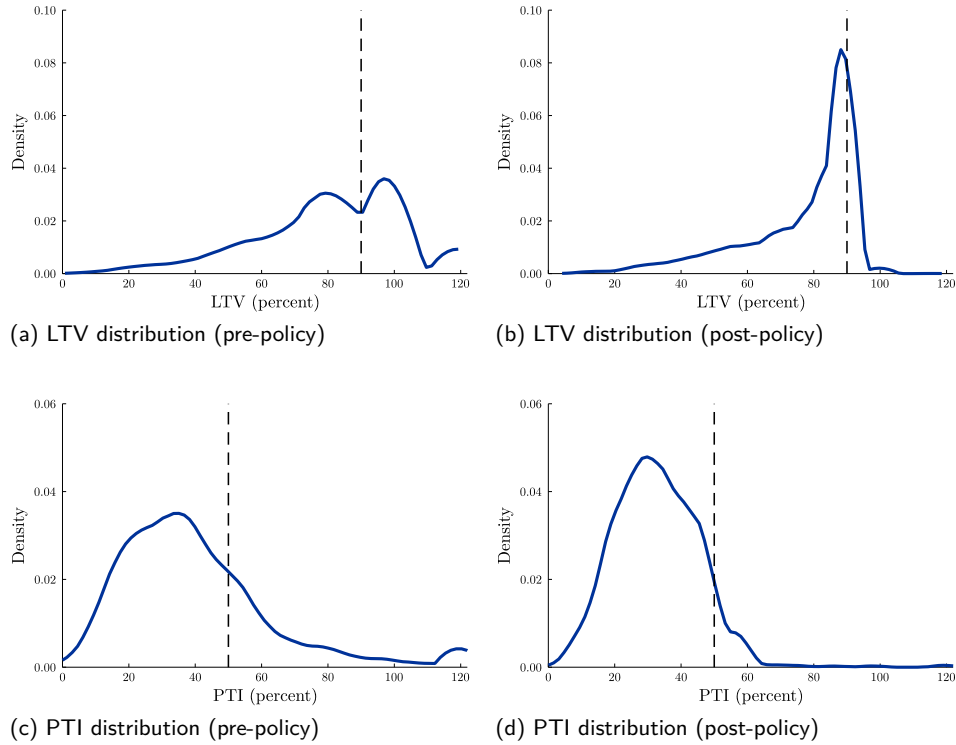 0.10
0.08
0.06
0.04
0.02
0.00
Density
0 20 40 60 80 100 120
LTV (percent)
(a) LTV distribution (pre-policy)
0.10
0.08
0.06
0.04
0.02
0.00
Density
0 20 40 60 80 100 120
LTV (percent)
(b) LTV distribution (post-policy)
0.06
0.04
0.02
0.00
Density
0 20 40 60 80 100 120
PTI (percent)
(c) PTI distribution (pre-policy)
0.06
0.04
0.02
0.00
Density
0 20 40 60 80 100 120
PTI (percent)
(d) PTI distribution (post-policy)